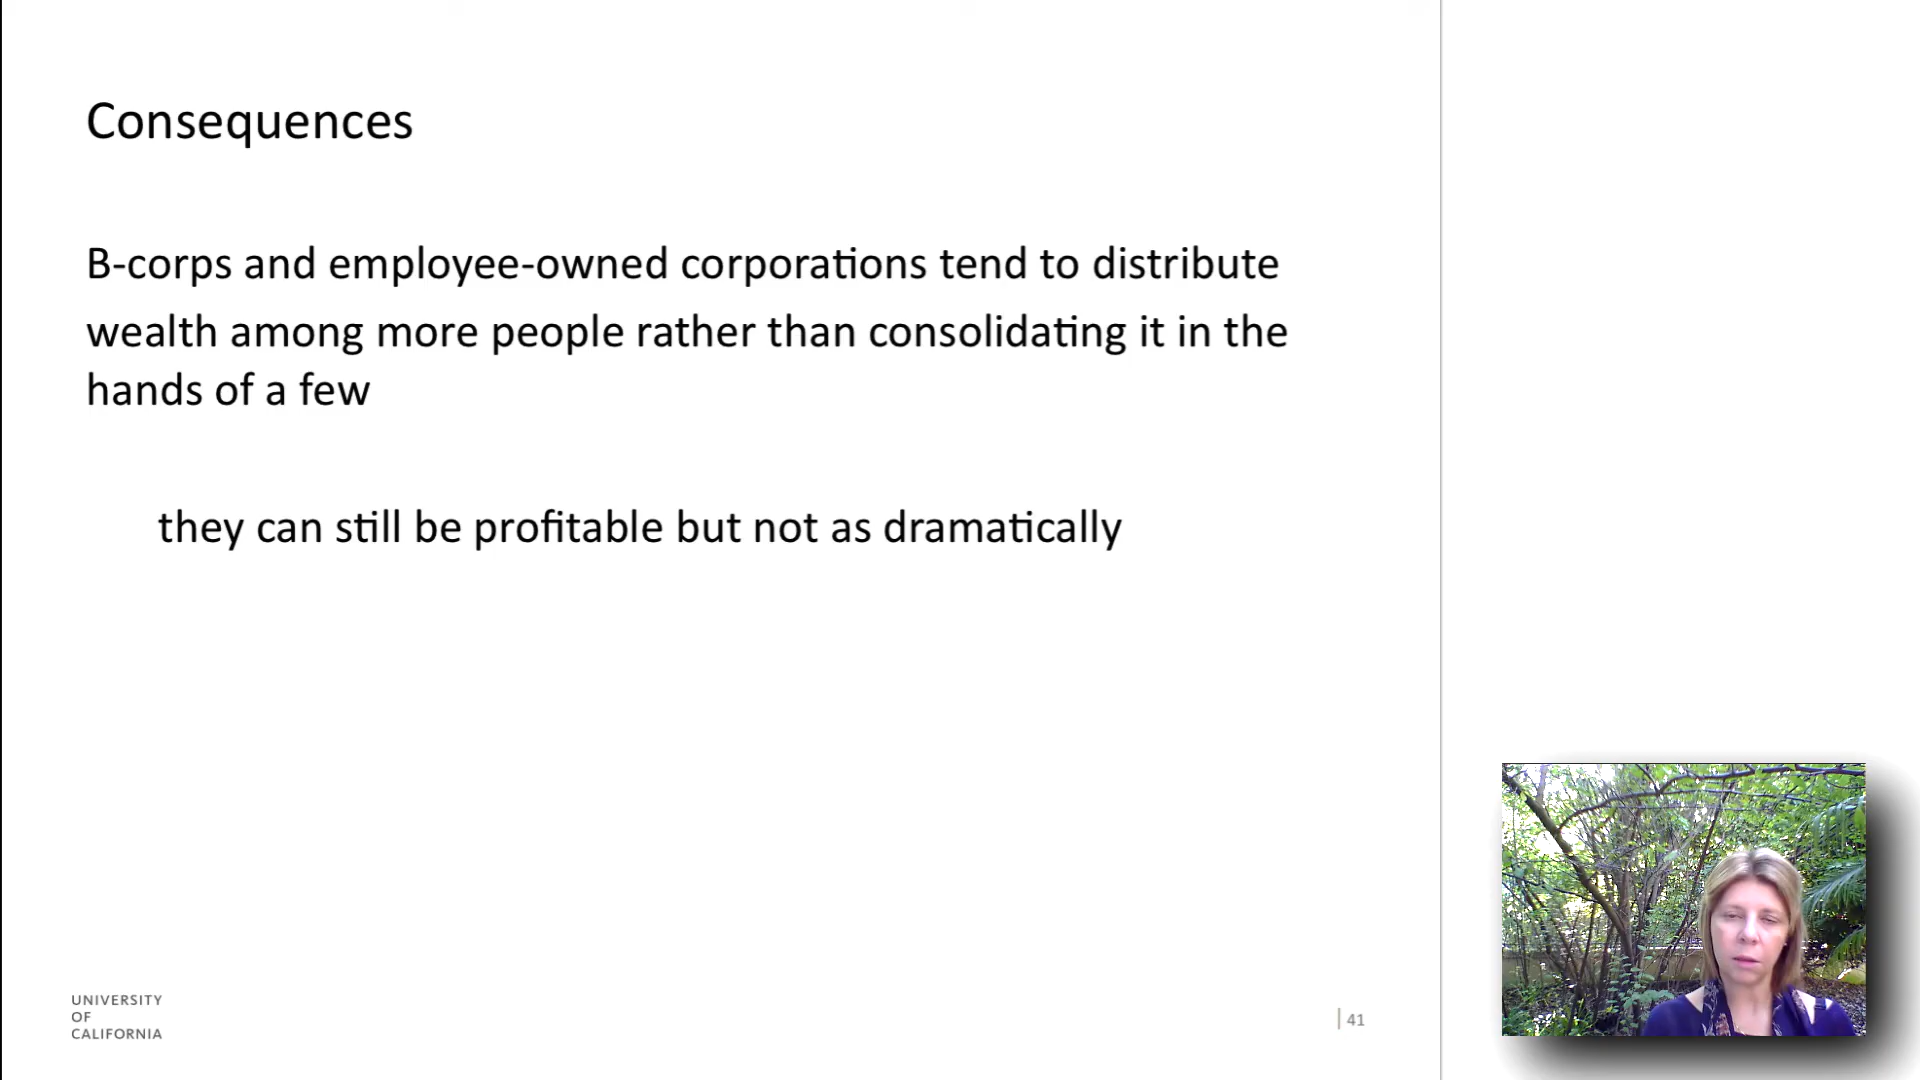 Consequences
B-corps and employee-owned corporations tend to distribute
wealth among more people rather than consolidating it in the
hands of a few
they can still be profitable but not as dramatically
UNIVERSITY
OF
CALIFORNIA
41